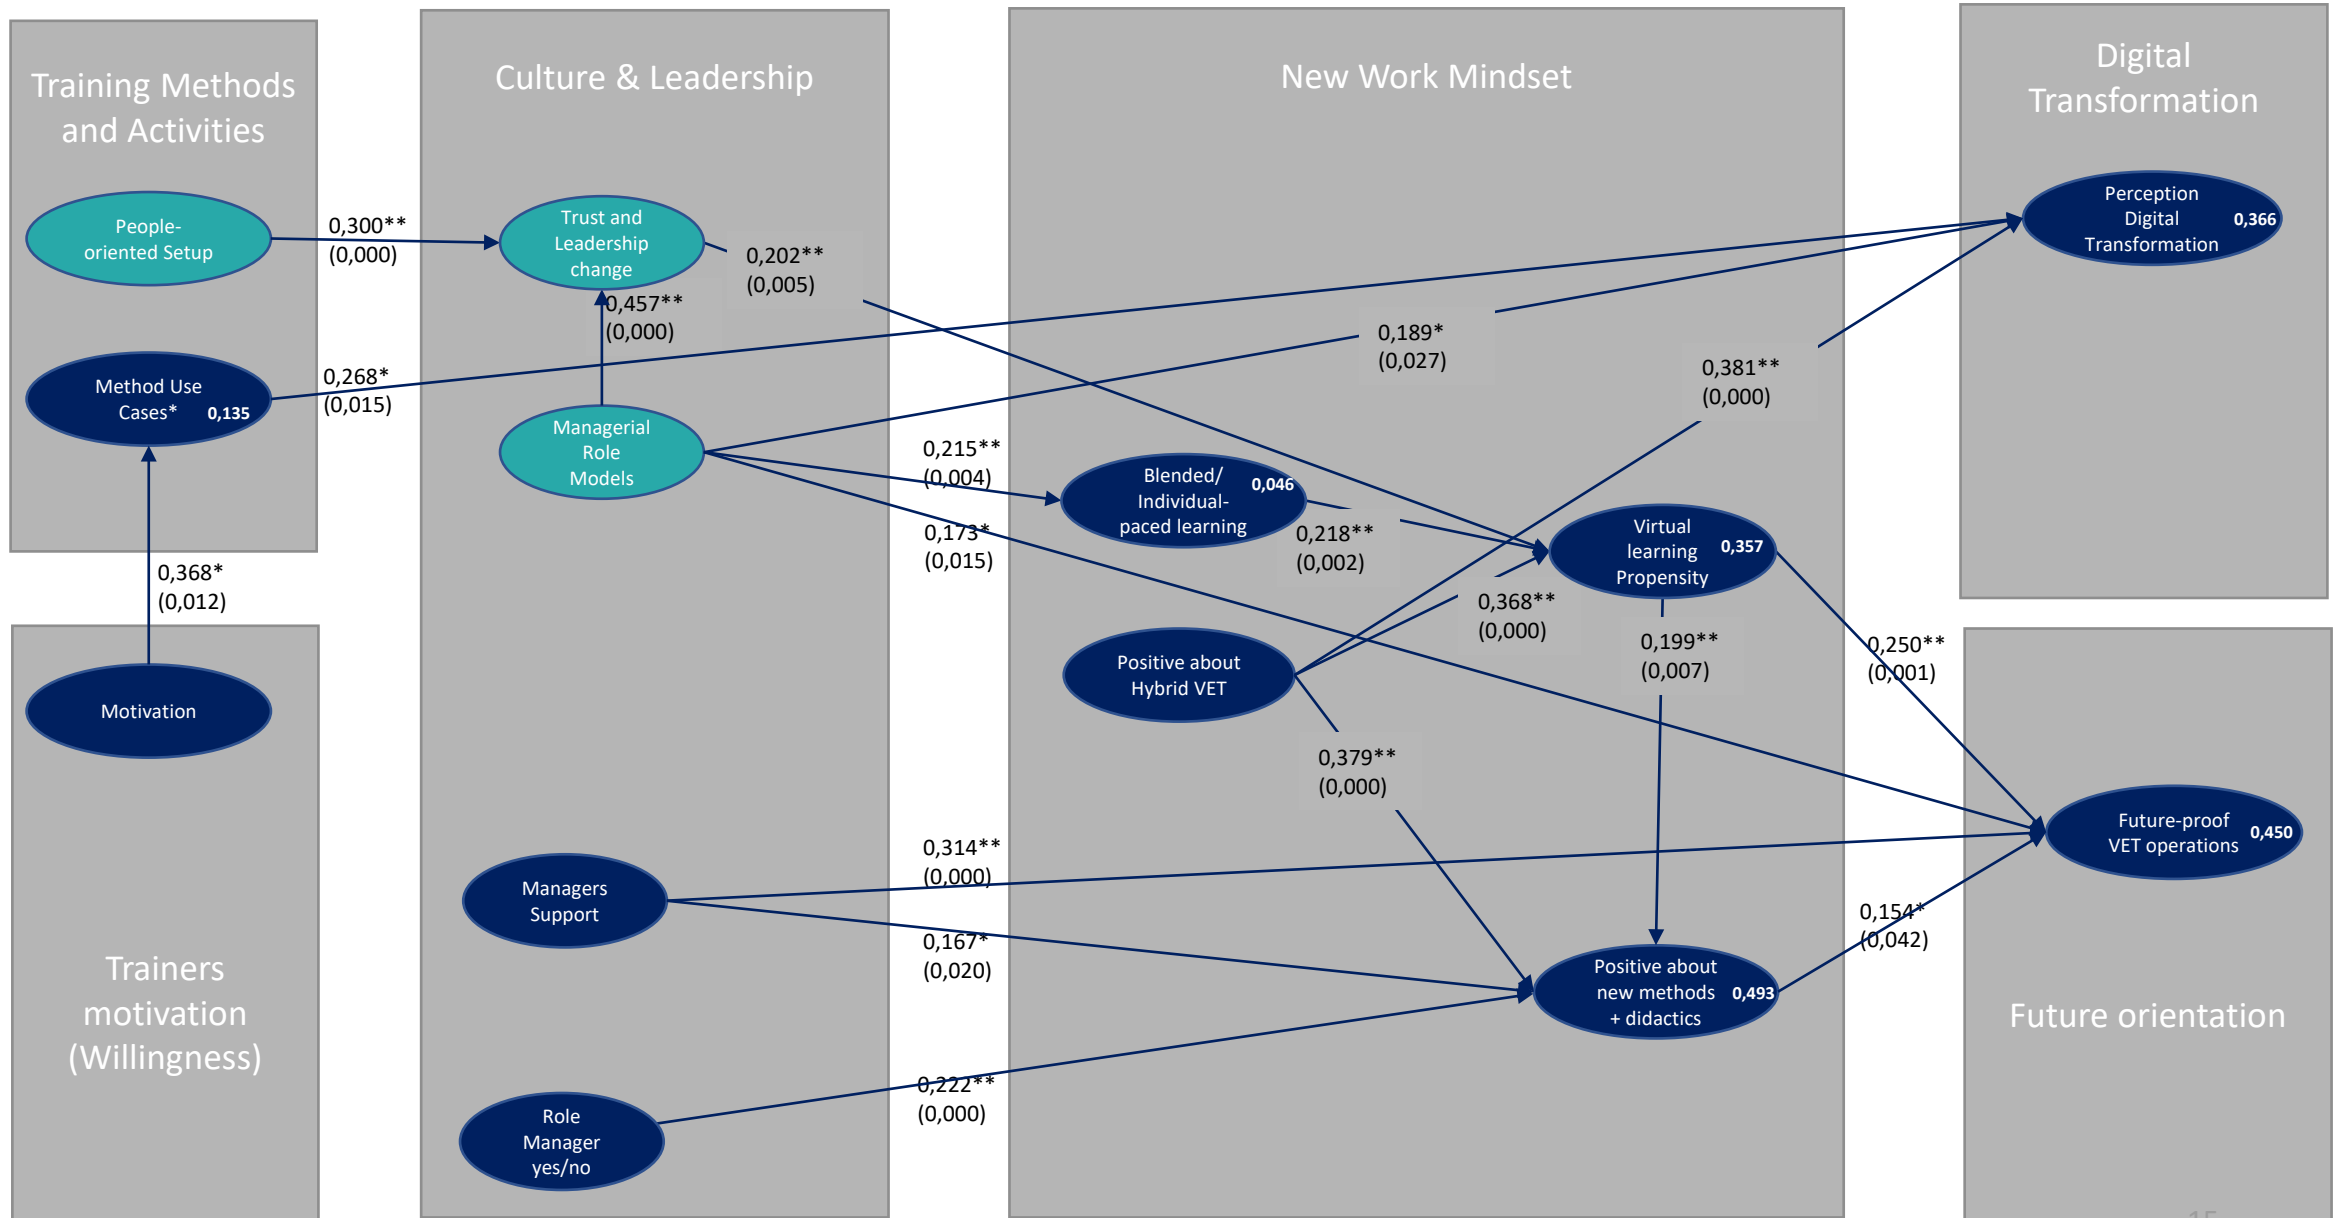 Training Methods
and Activities
Culture & Leadership
New Work Mindset
Digital
Transformation
People-
oriented Setup
0,300**
(0,000)
Trust and
Leadership
change
0,202**
(0,005)
Perception
Digital
Transformation
0,366
0,457**
(0,000)
0,189*
(0,027)
Method Use
Cases*
0,135
0,268*
(0,015)
0,381**
(0,000)
Managerial
Role
Models
0,215**
(0,004)
Blended/
Individual-
paced learning
0,046
0,173*
(0,015)
0,218**
(0,002)
Virtual
learning
Propensity
0,357
0,368*
(0,012)
0,368**
(0,000)
0,199**
(0,007)
0,250**
(0,001)
Motivation
Positive about
Hybrid VET
0,379**
(0,000)
0,314**
(0,000)
Future-proof
VET operations
0,450
Managers
Support
0,167*
(0,020)
0,154*
(0,042)
Trainers
motivation
(Willingness)
Positive about
new methods
+ didactics
0,493
Future orientation
0,222**
(0,000)
Role
Manager
yes/no
15